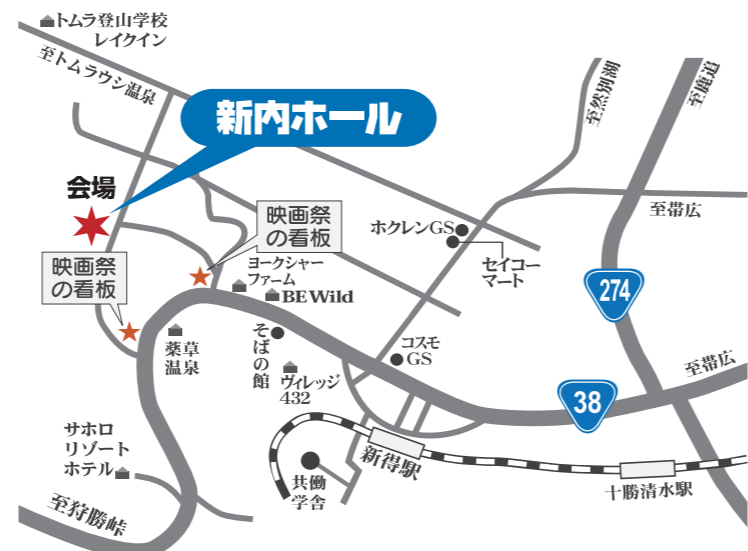 トムラ登山学校
レイクイン
至トムラウシ温泉
新内ホール
会場
映画祭
の看板
映画祭
の看板
至然別湖
至鹿追
至帯広
ホクレンGS
セイコー
マート
ヨークシャー
ファーム
BEWild
274
薬草
温泉
そばの館
ヴィレッジ
432
コスモ
GS
至帯広
38
サホロ
リゾート
ホテル
新得駅
共働
学舎
十勝清水駅
至狩勝峠